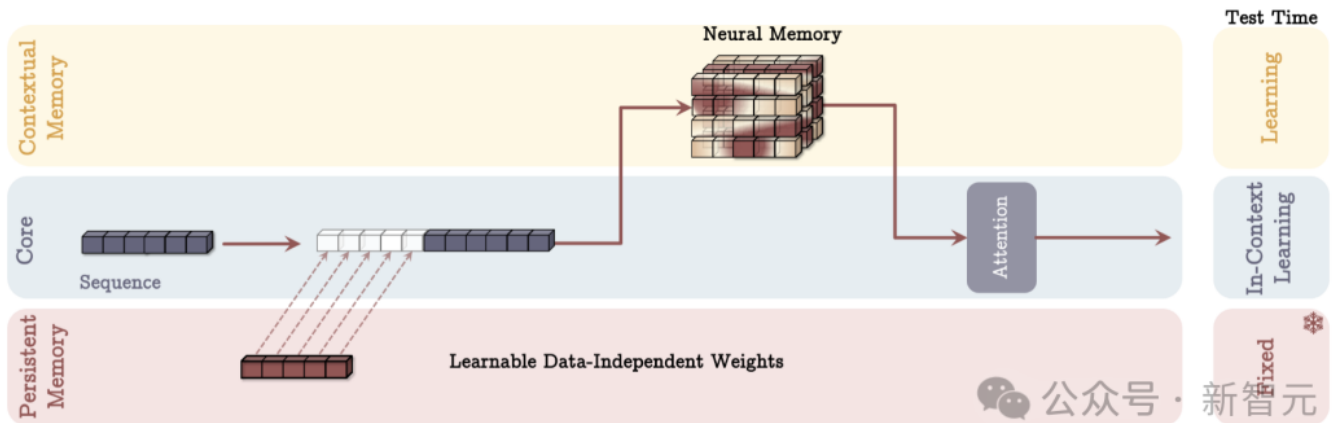 Test Time
Neural Memory
Contextual
Memory
Learning
Core
Sequence
Attention
In-Context
Learning
Persistent
Memory
Learnable Data-Independent Weights
Fixed
公众号 · 新智元